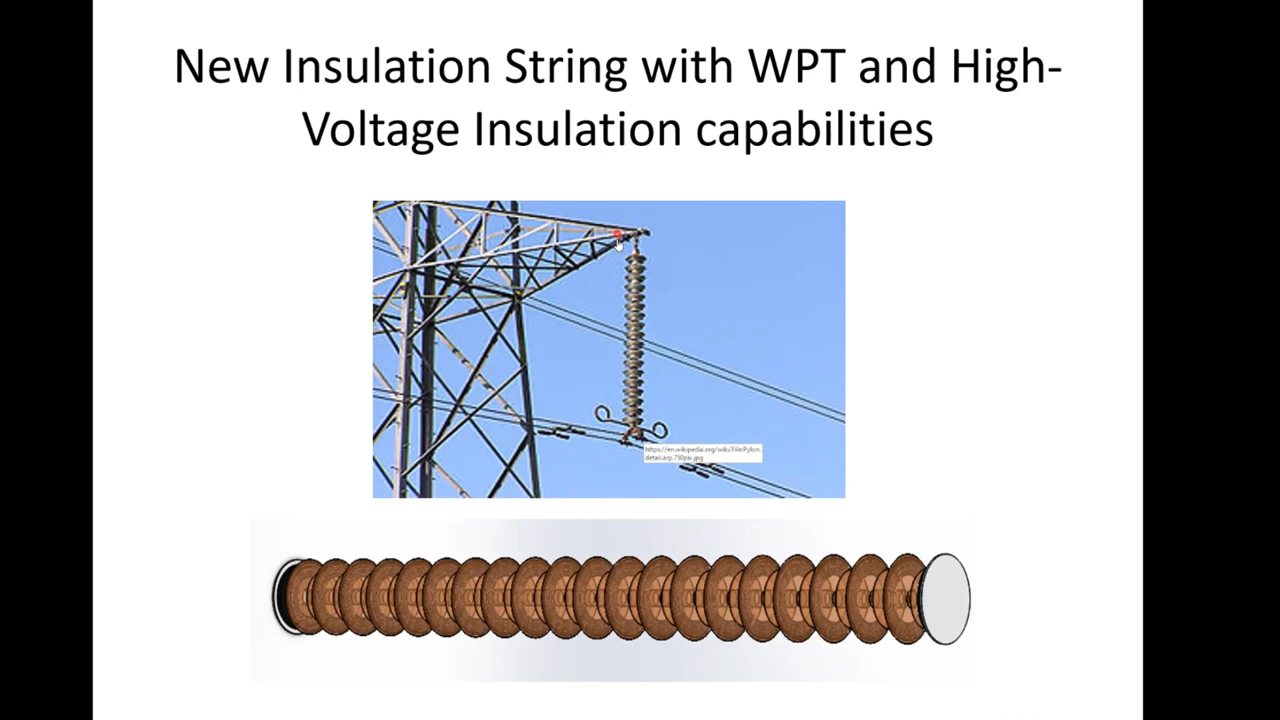 New Insulation String with WPT and High-
Voltage Insulation capabilities
https://en.wikipedia.org/wiki/File:Pylon.
detail.arp.750pix.jpg